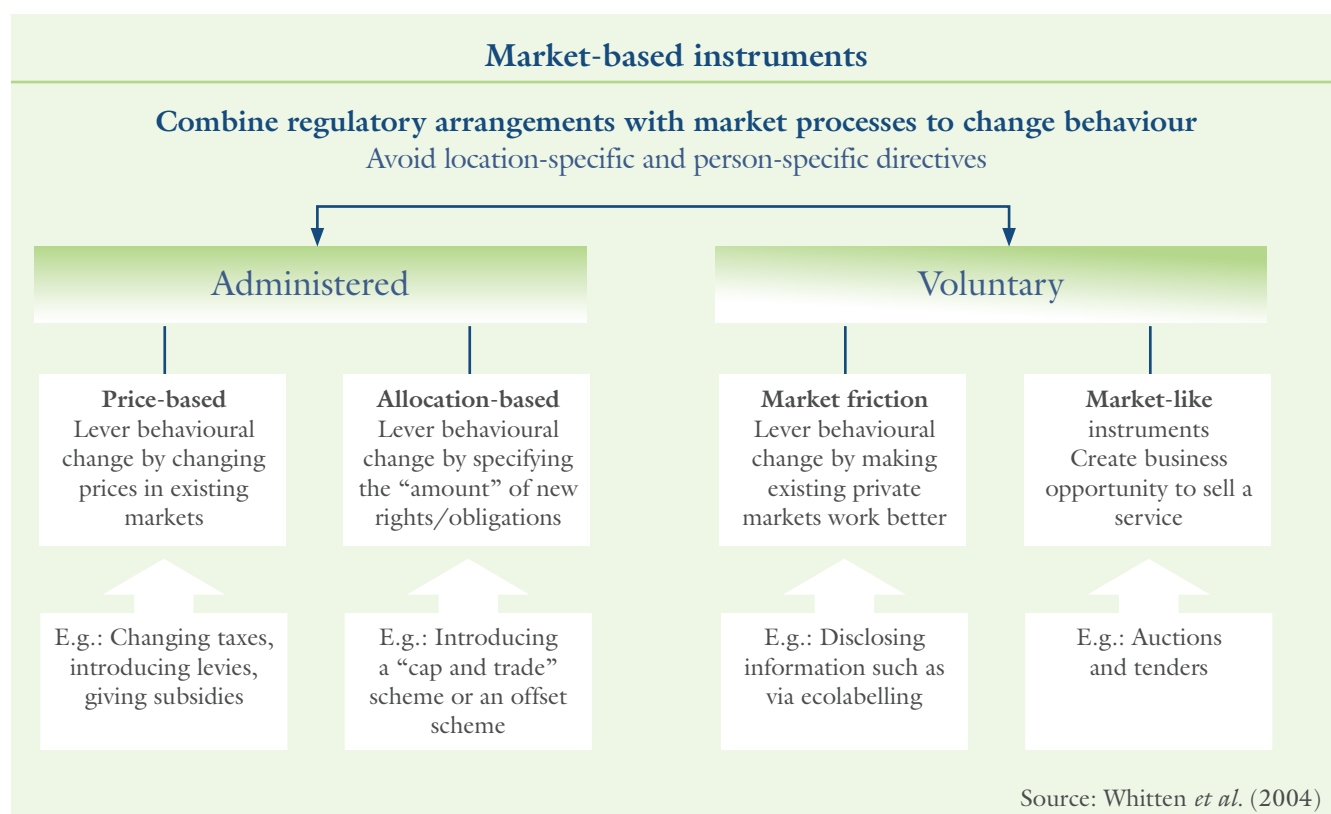 Market-based instruments
Combine regulatory arrangements with market processes to change behaviour
Avoid location-specific and person-specific directives
Administered
Voluntary
Price-based
Lever behavioural
change by changing
prices in existing
markets
Allocation-based
Lever behavioural
change by specifying
the “amount” of new
rights/obligations
Market friction
Lever behavioural
change by making
existing private
markets work better
Market-like
instruments
Create business
opportunity to sell a
service
E.g.: Changing taxes,
introducing levies,
giving subsidies
E.g.: Introducing
a “cap and trade”
scheme or an offset
scheme
E.g.: Disclosing
information such as
via ecolabelling
E.g.: Auctions
and tenders
Source: Whitten et al. (2004)